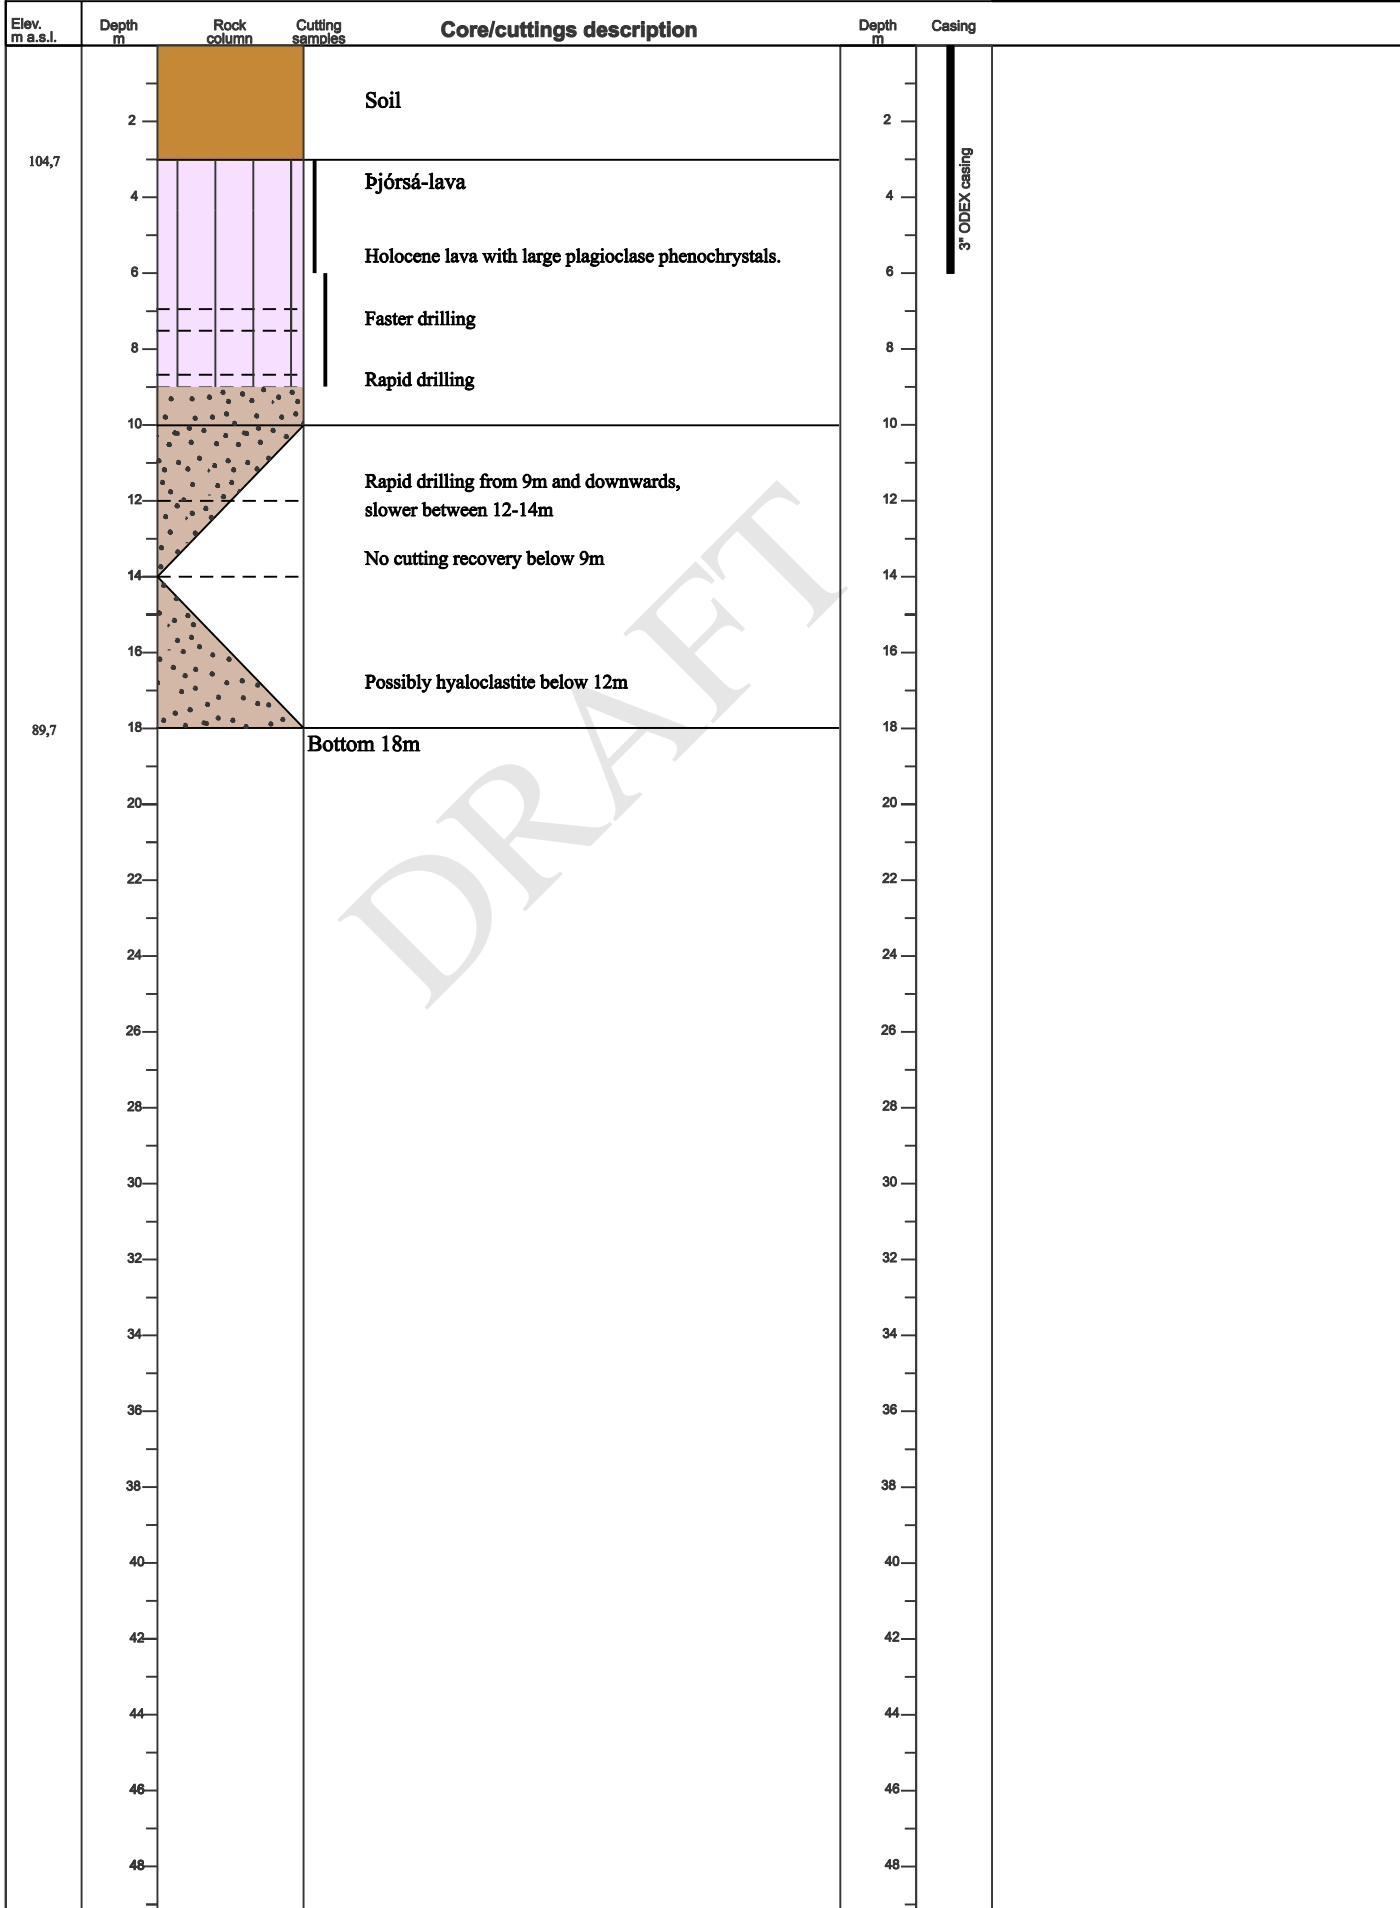 Elev.
m a.s.l.
Depth
m
Rock
column
Cutting
samples
Core/cuttings description
Depth
m
Casing
Soil
2
2
104,7
3" ODEX casing
Þjórsá-lava
4
4
Holocene lava with large plagioclase phenochrystals.
6
6
Faster drilling
8
8
Rapid drilling
10
10
Rapid drilling from 9m and downwards,
12
12
slower between 12-14m
No cutting recovery below 9m
14
14
16
16
Possibly hyaloclastite below 12m
89,7
18
18
Bottom 18m
DRAFT
20
20
22
22
24
24
26
26
28
28
30
30
32
32
34
34
36
36
38
38
40
40
42
42
44
44
46
46
48
48